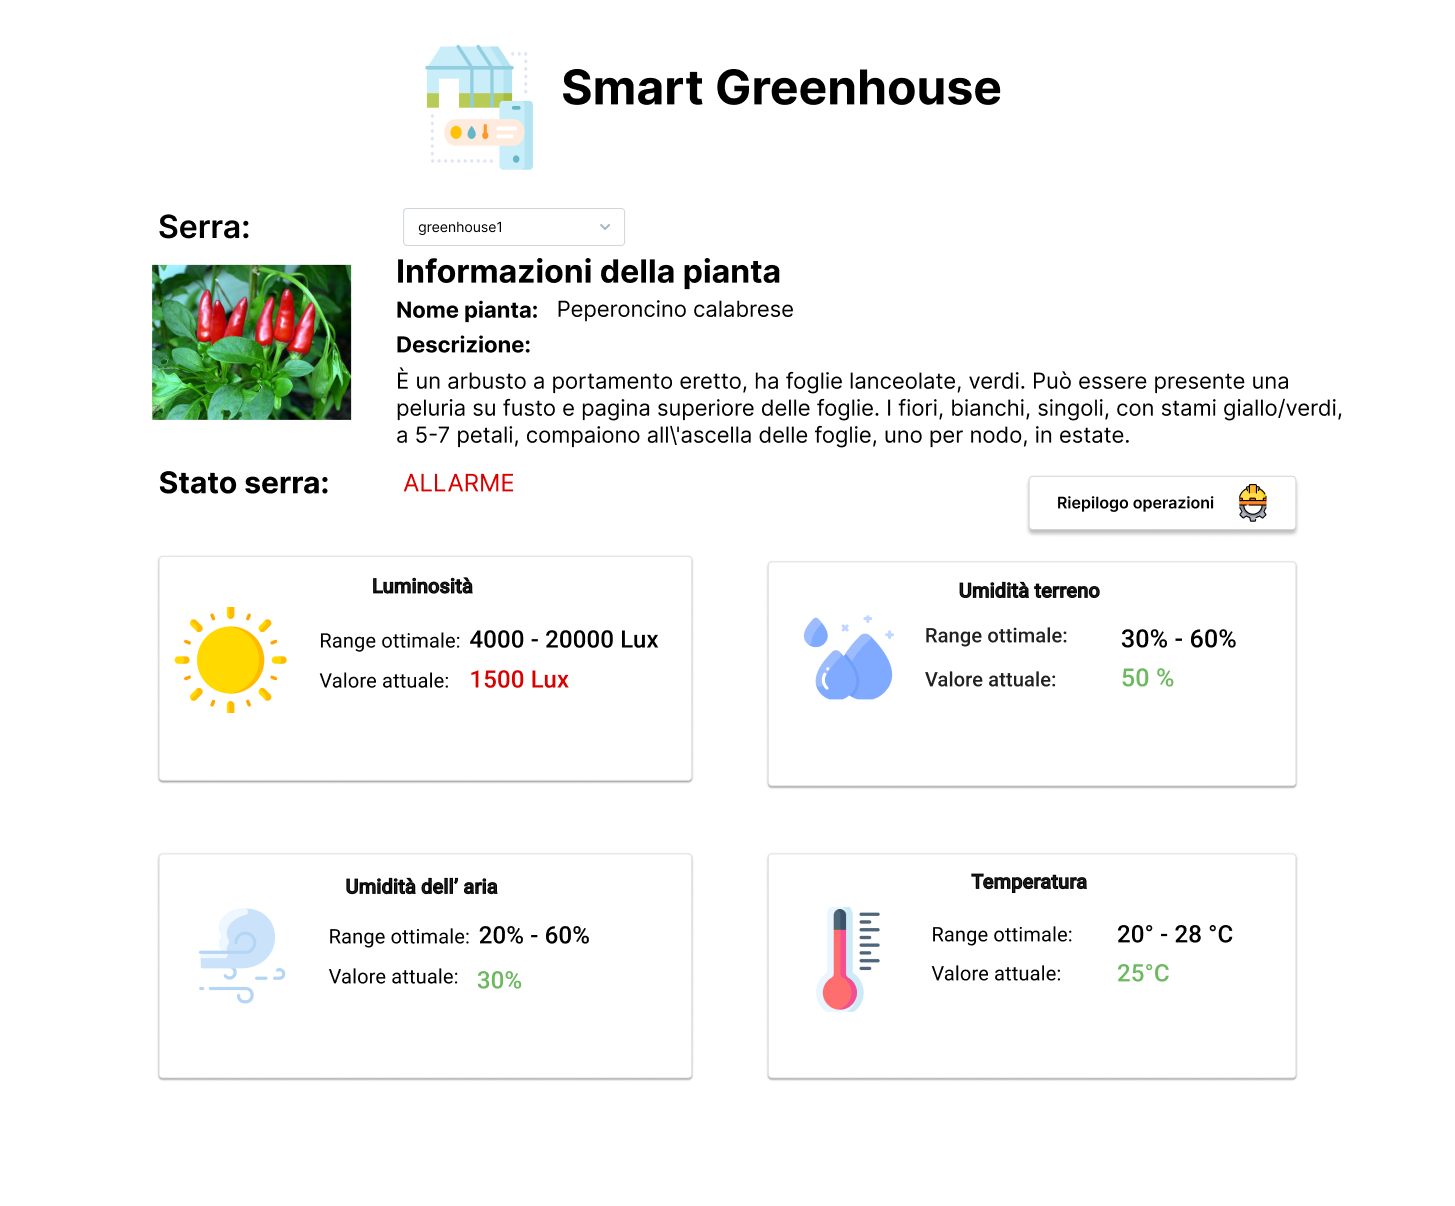 Smart Greenhouse
Serra:
greenhouse1
Informazioni della pianta
Nome pianta: Peperoncino calabrese
Descrizione:
È un arbusto a portamento eretto, ha foglie lanceolate, verdi. Può essere presente una
peluria su fusto e pagina superiore delle foglie. I fiori, bianchi, singoli, con stami giallo/verdi,
a 5-7 petali, compaiono all\'ascella delle foglie, uno per nodo, in estate.
Stato serra: ALLARME
Riepilogo operazioni
Luminosità
Range ottimale: 4000 - 20000 Lux
Valore attuale: 1500 Lux
Umidità terreno
Range ottimale: 30% - 60%
Valore attuale: 50 %
Umidità dell’ aria
Range ottimale: 20% - 60%
Valore attuale: 30%
Temperatura
Range ottimale: 20° - 28 °C
Valore attuale: 25°C